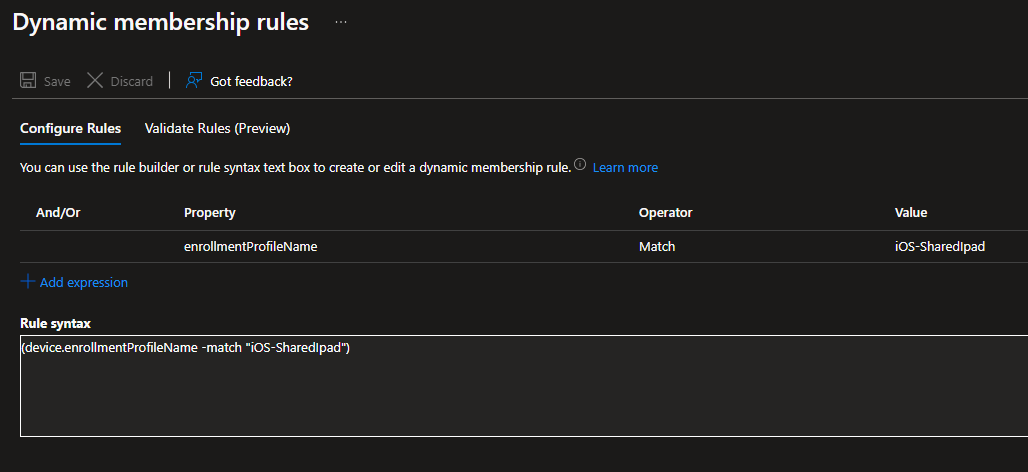 Dynamic membership rules ...
Save Discard | Got feedback?
Configure Rules Validate Rules (Preview)
You can use the rule builder or rule syntax text box to create or edit a dynamic membership rule. Learn more
And/Or Property Operator Value
enrollmentProfileName Match iOS-SharedIpad
+ Add expression
Rule syntax
(device.enrollmentProfileName -match "iOS-SharedIpad")